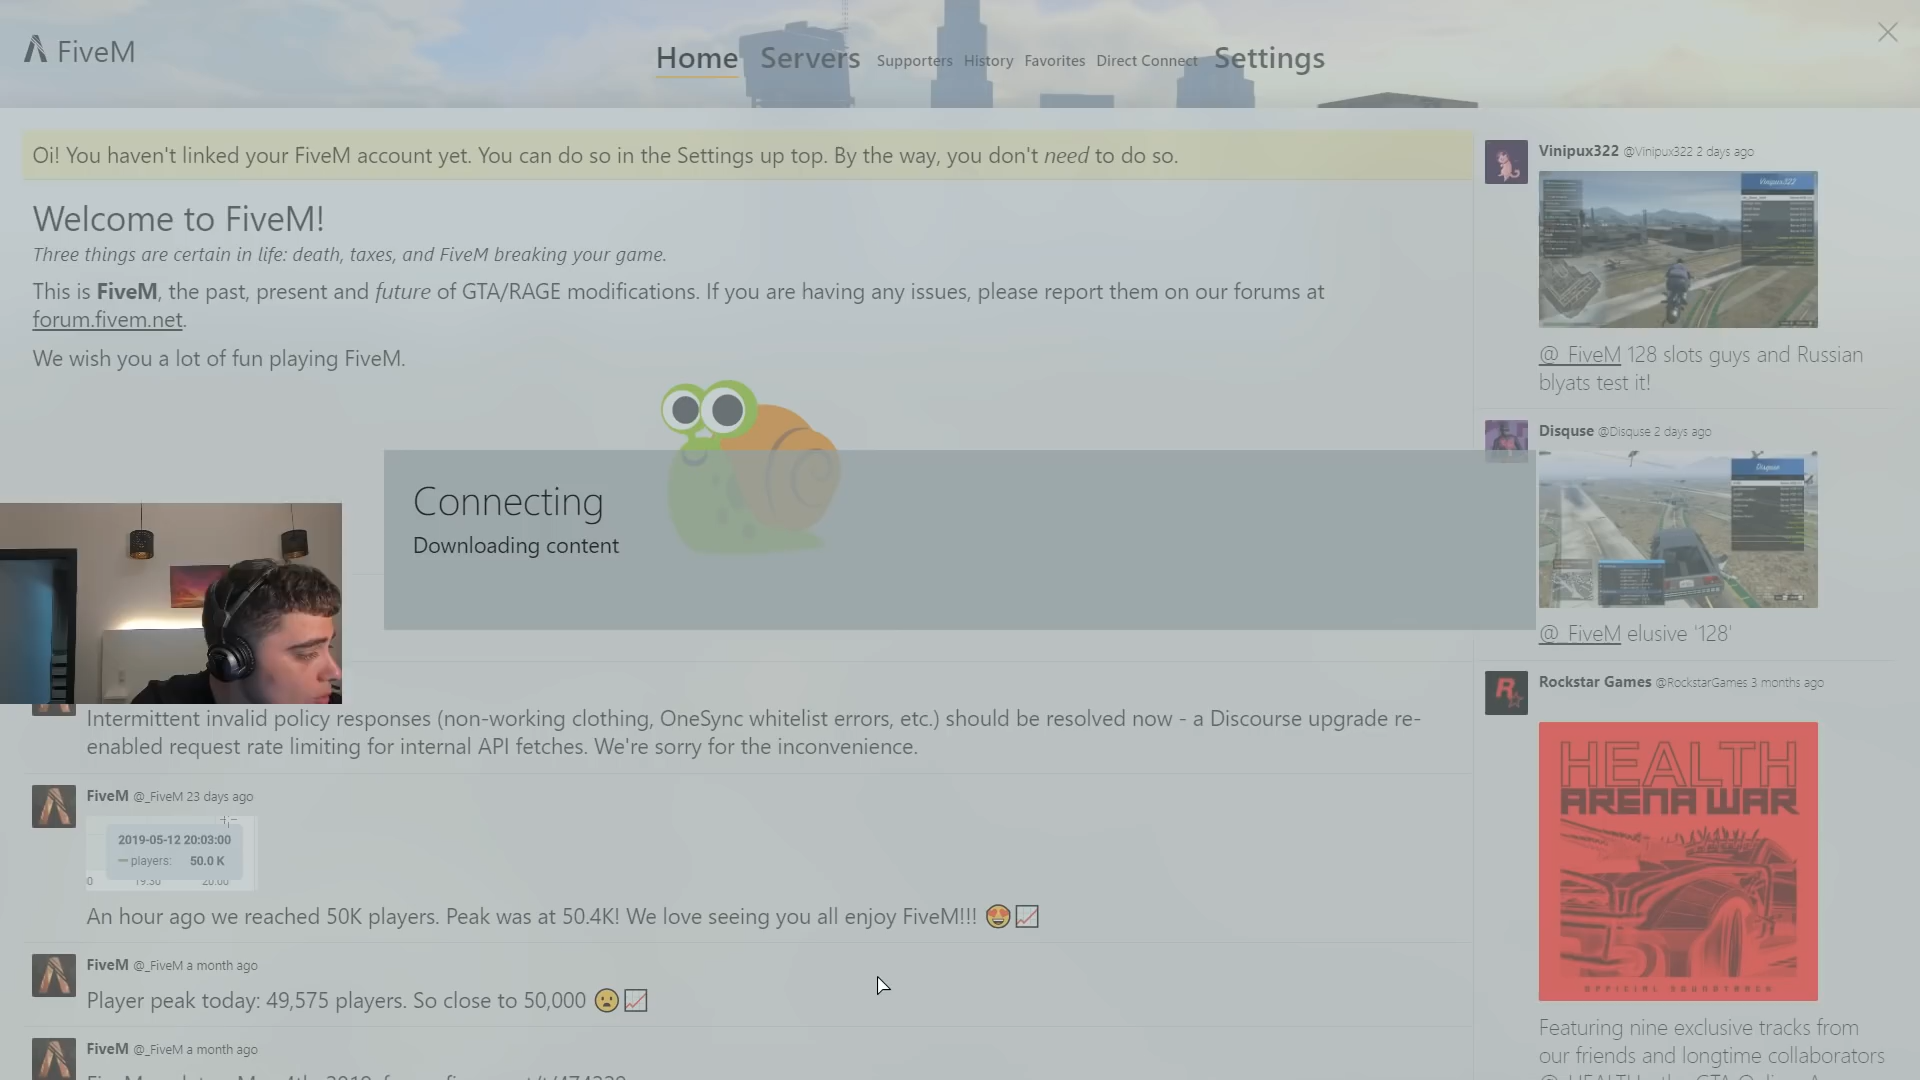 FiveM
Home Servers Supporters History Favorites Direct Connect Settings
Oi! You haven't linked your FiveM account yet. You can do so in the Settings up top. By the way, you don't need to do so.
Welcome to FiveM!
Three things are certain in life: death, taxes, and FiveM breaking your game.
This is FiveM, the past, present and future of GTA/RAGE modifications. If you are having any issues, please report them on our forums at
forum.fivem.net.
We wish you a lot of fun playing FiveM.
Connecting
Downloading content
Intermittent invalid policy responses (non-working clothing, OneSync whitelist errors, etc.) should be resolved now - a Discourse upgrade re-
enabled request rate limiting for internal API fetches. We're sorry for the inconvenience.
FiveM @_FiveM 23 days ago
2019-05-12 20:03:00
players: 50.0 K
0 19:30 20:00
An hour ago we reached 50K players. Peak was at 50.4K! We love seeing you all enjoy FiveM!!! 😍📈
FiveM @_FiveM a month ago
Player peak today: 49,575 players. So close to 50,000 😦📈
FiveM @_FiveM a month ago
Vinipux322 @Vinipux322 2 days ago
Vinipux322
@_FiveM 128 slots guys and Russian
blyats test it!
Disquse @Disquse 2 days ago
Disquse
@_FiveM elusive '128'
Rockstar Games @RockstarGames 3 months ago
HEALTH
ARENA WAR
OFFICIAL SOUNDTRACK
Featuring nine exclusive tracks from
our friends and longtime collaborators